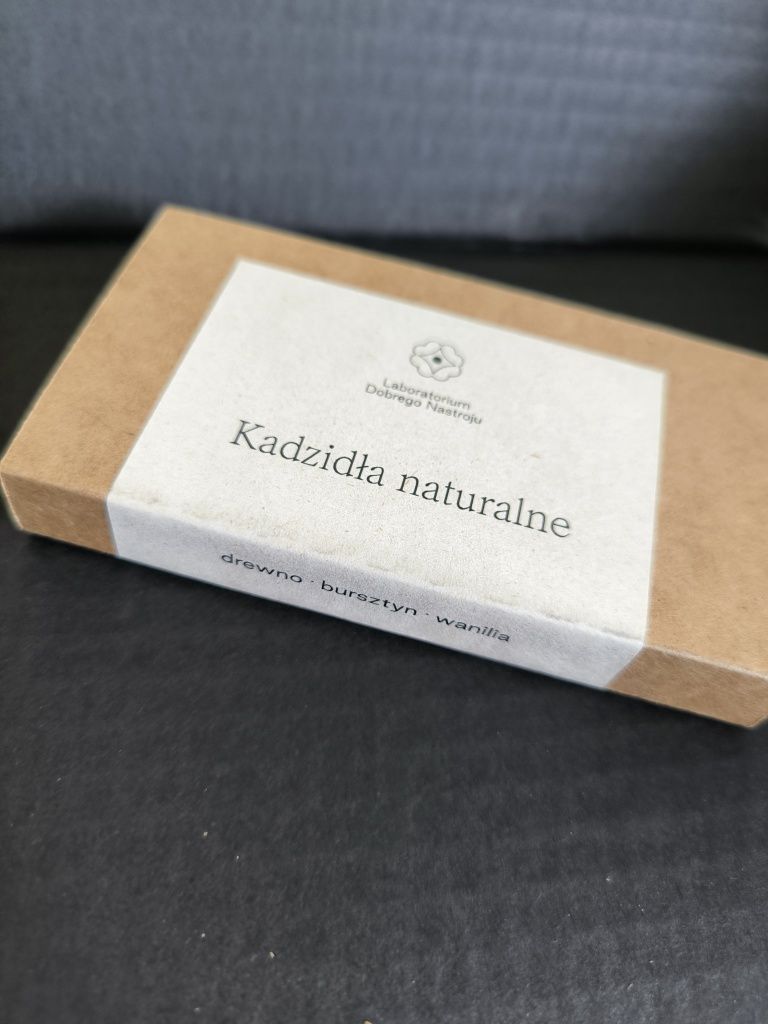 Laboratorium
Dobrego Nastroju
Kadzidła naturalne
drewno · bursztyn · wanilia